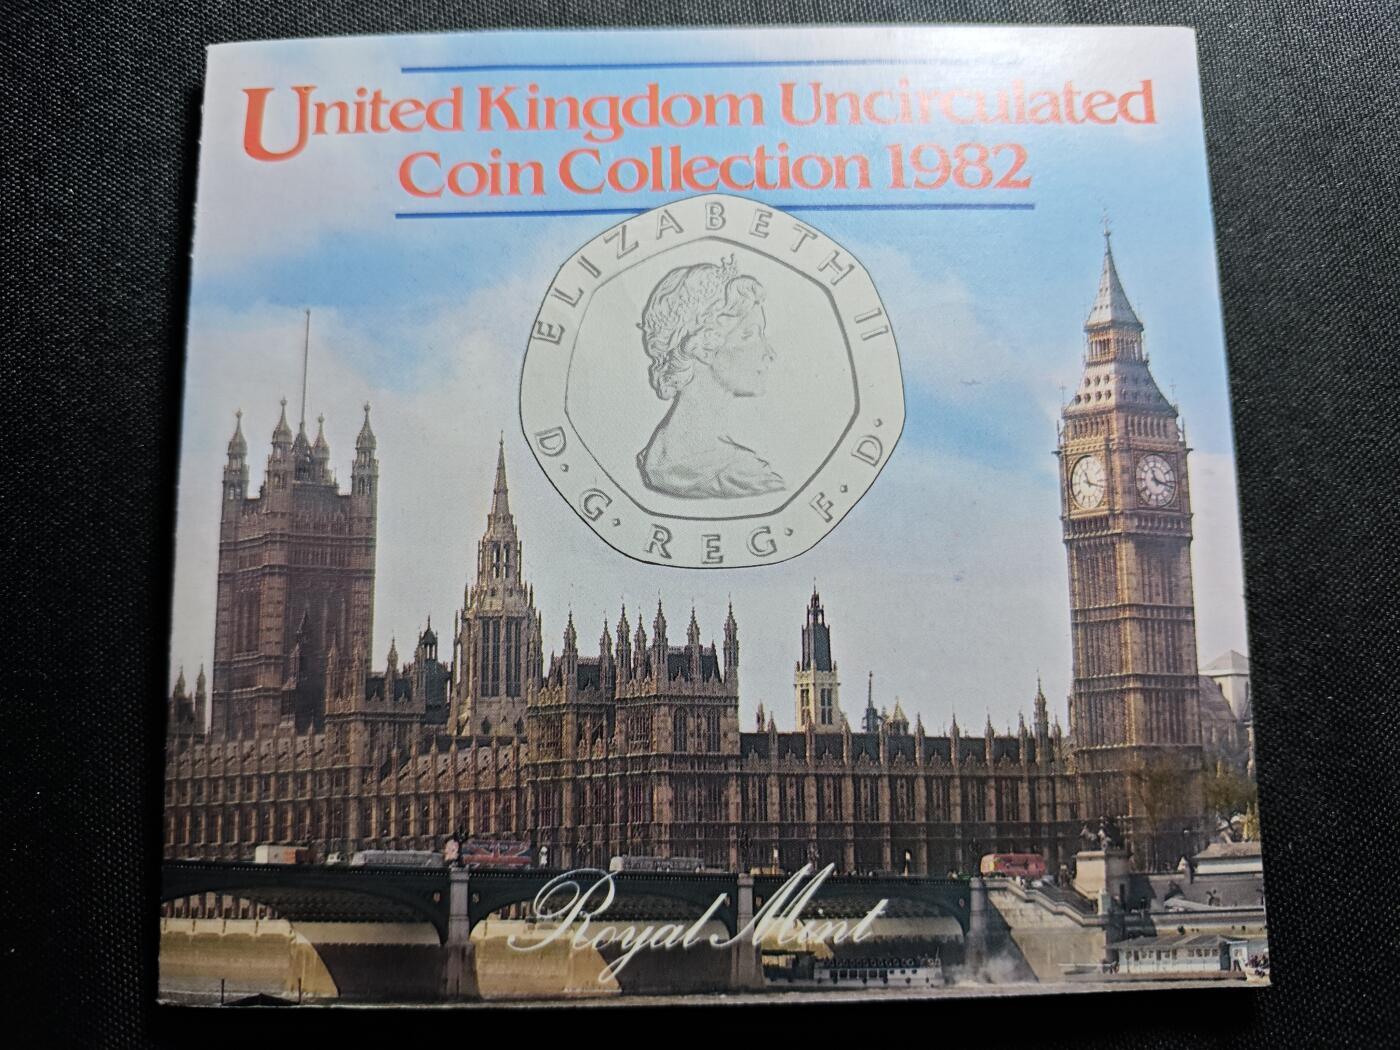 United Kingdom Uncirculated
Coin Collection 1982
ELIZABETH II
D.G.REG.F.D.
Royal Mint